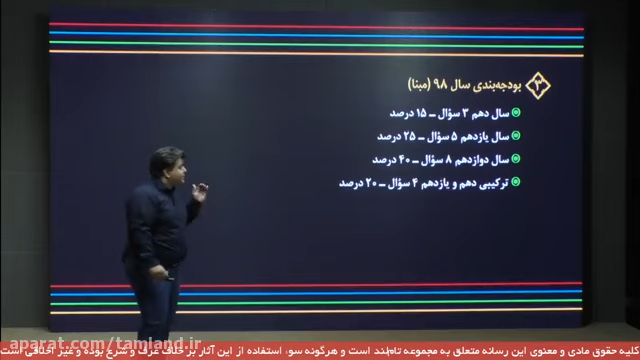 ۳ بودجه‌بندی سال ۹۸ (مبنا)
سال دهم ۳ سؤال ـ ۱۵ درصد
سال یازدهم ۵ سؤال ـ ۲۵ درصد
سال دوازدهم ۸ سؤال ـ ۴۰ درصد
ترکیبی دهم و یازدهم ۴ سؤال ـ ۲۰ درصد
aparat.com/tamland.ir
کلیه حقوق مادی و معنوی این رسانه متعلق به مجموعه تاملند است و هرگونه سوء استفاده از این آثار بر خلاف عرف و شرع بوده و غیر اخلاقی است